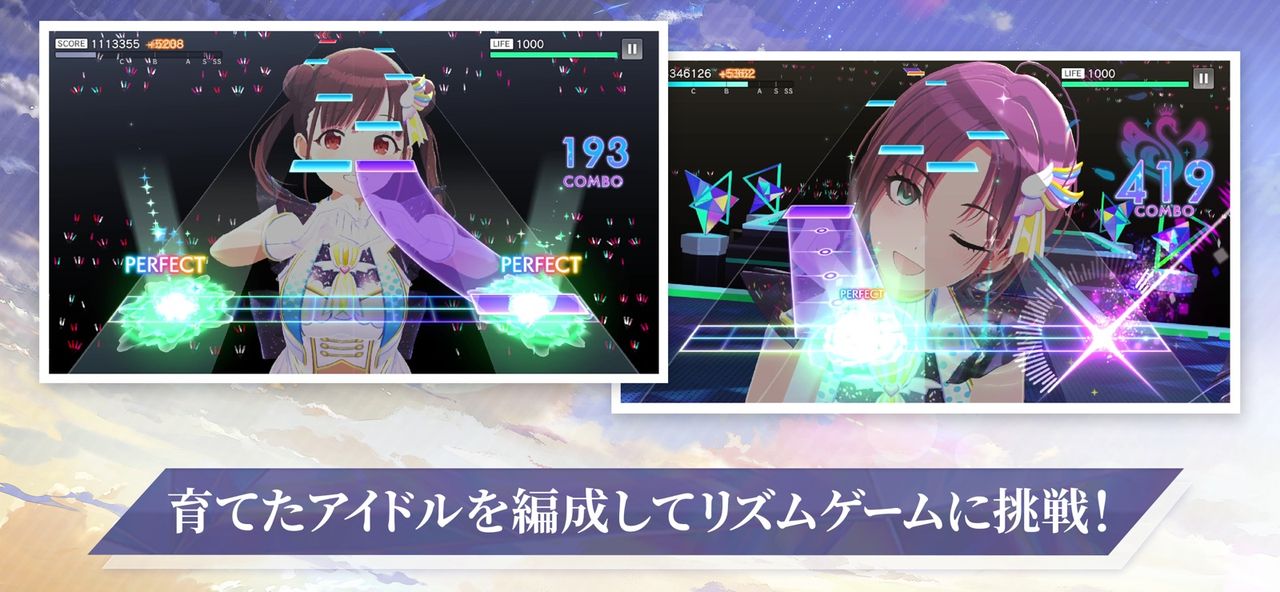 SCORE 1113355 +5208
C B A S SS
LIFE 1000
193
COMBO
PERFECT PERFECT
346126 +5362
C B A S SS
LIFE 1000
419
COMBO
PERFECT
育てたアイドルを編成してリズムゲームに挑戦!